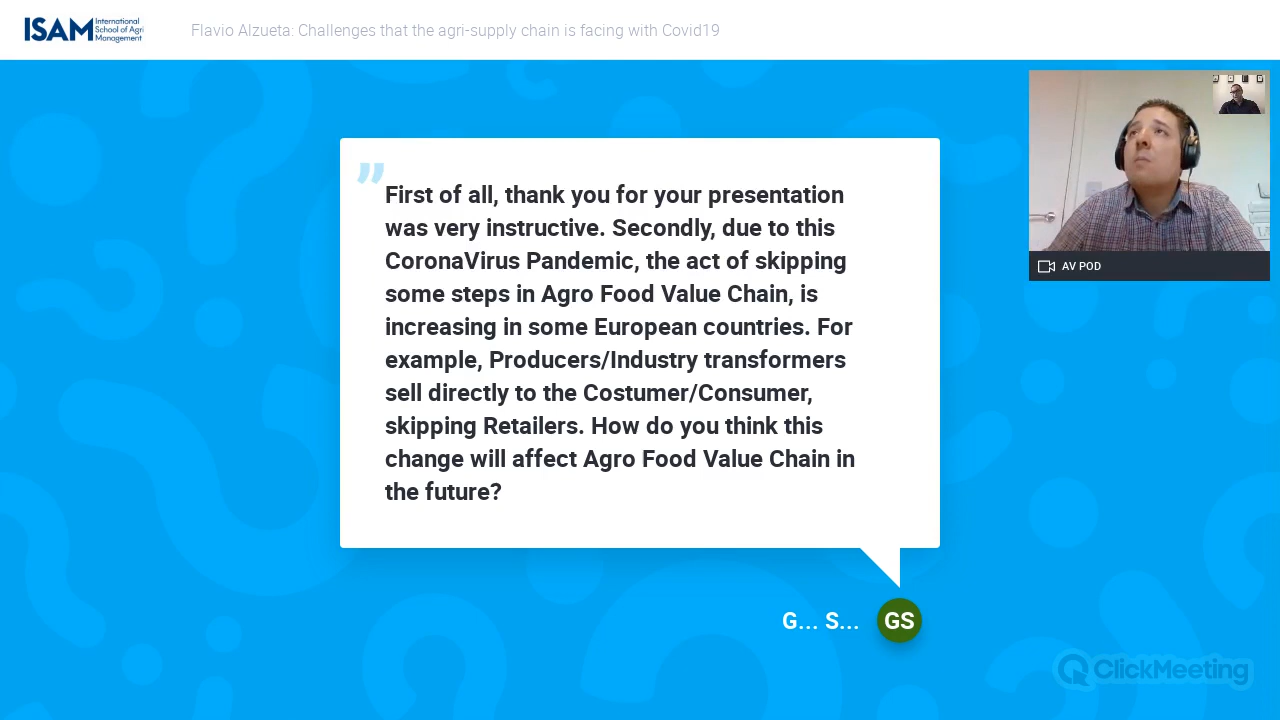 ISAM International
School of Agri
Management
Flavio Alzueta: Challenges that the agri-supply chain is facing with Covid19
First of all, thank you for your presentation
was very instructive. Secondly, due to this
CoronaVirus Pandemic, the act of skipping
some steps in Agro Food Value Chain, is
increasing in some European countries. For
example, Producers/Industry transformers
sell directly to the Costumer/Consumer,
skipping Retailers. How do you think this
change will affect Agro Food Value Chain in
the future?
AV POD
G... S... GS
ClickMeeting